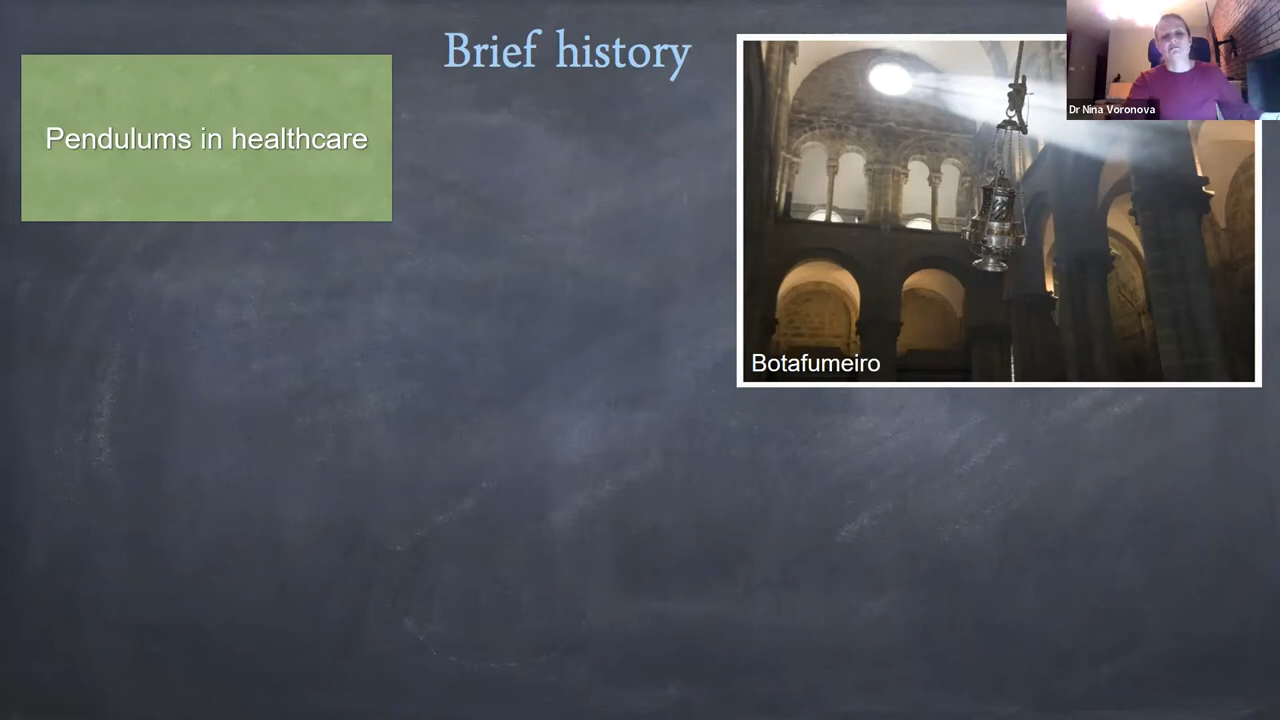 Brief history
Pendulums in healthcare
Botafumeiro
Dr Nina Voronova